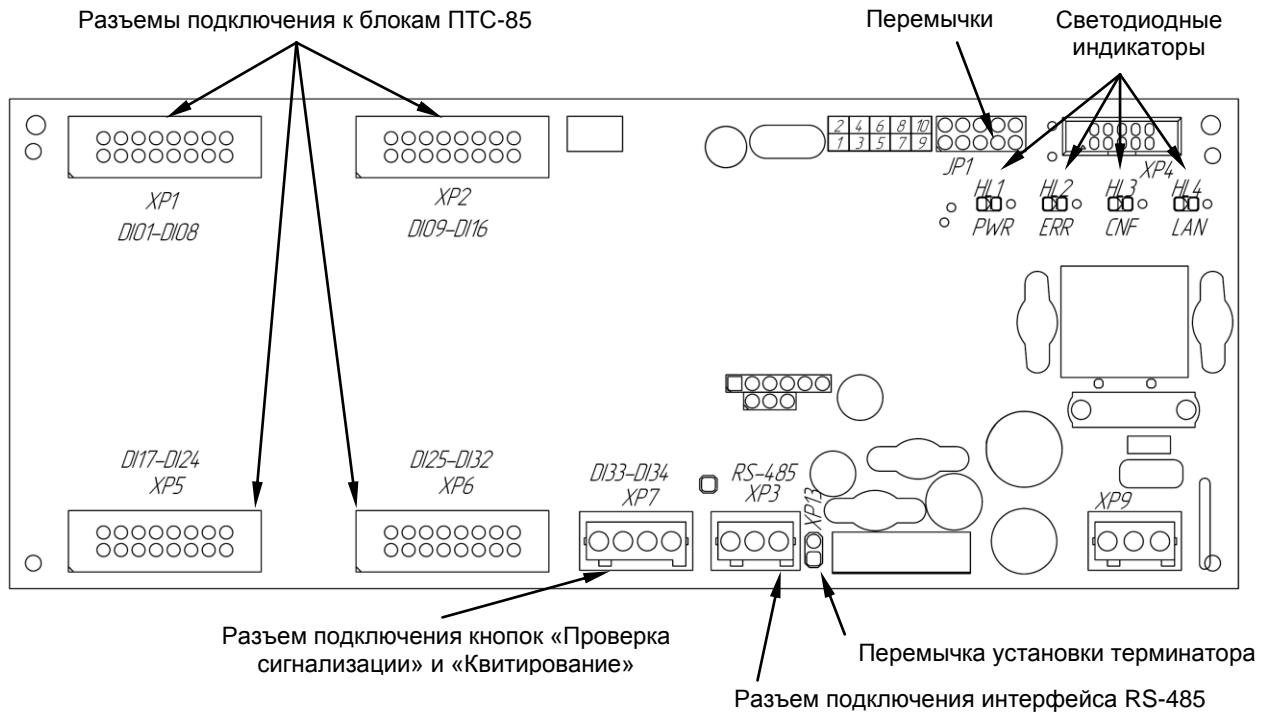 Разъемы подключения к блокам ПТС-85
Перемычки
Светодиодные
индикаторы
2 4 6 8 10
1 3 5 7 9
JP1
XP4
XP1
DI01–DI08
XP2
DI09–DI16
HL1
HL2
HL3
HL4
PWR
ERR
CNF
LAN
DI17–DI24
XP5
DI25–DI32
XP6
DI33–DI34
XP7
RS–485
XP3
XP13
XP9
Разъем подключения кнопок «Проверка
сигнализации» и «Квитирование»
Перемычка установки терминатора
Разъем подключения интерфейса RS-485